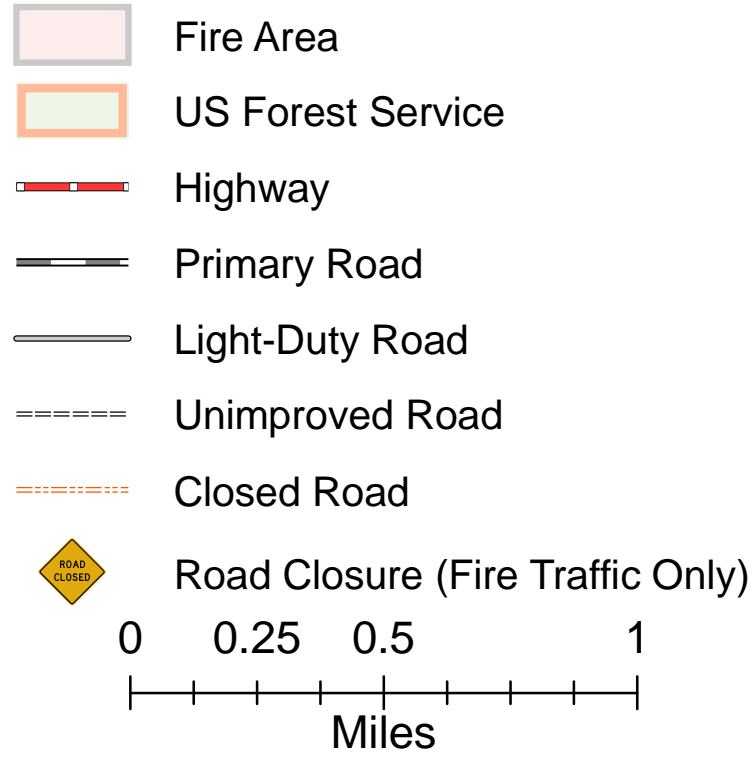 Fire Area
US Forest Service
Highway
Primary Road
Light-Duty Road
Unimproved Road
Closed Road
ROAD
CLOSED
Road Closure (Fire Traffic Only)
0 0.25 0.5 1
Miles